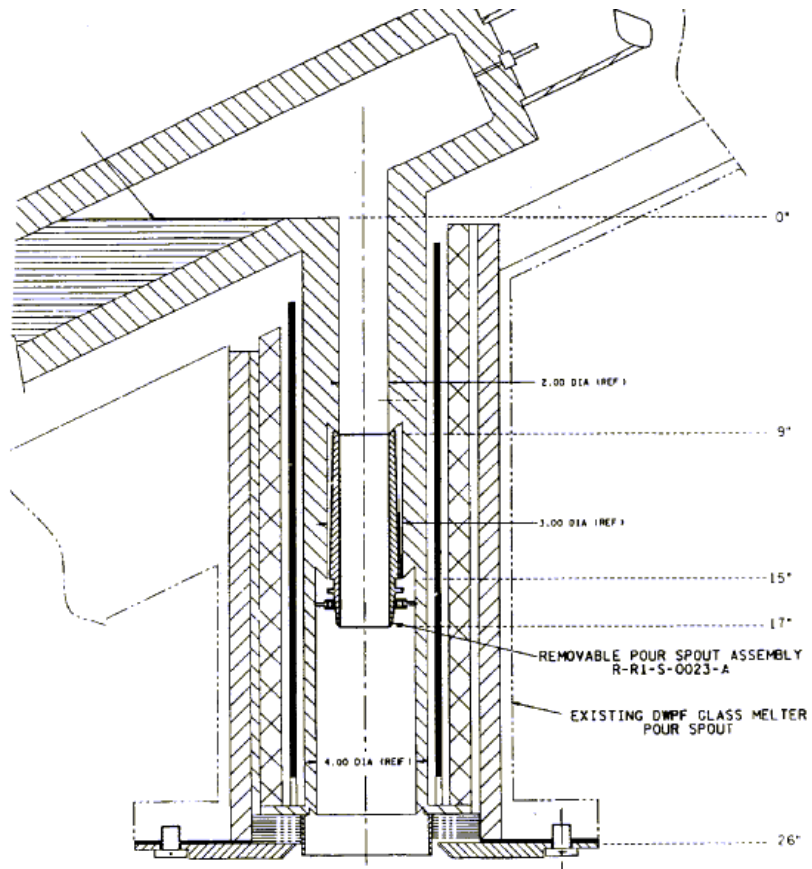 0"
2.00 DIA (REF)
9"
3.00 DIA (REF)
15"
17"
REMOVABLE POUR SPOUT ASSEMBLY
R-R1-S-0023-A
EXISTING DWPF GLASS MELTER
POUR SPOUT
4.00 DIA (REF)
26"